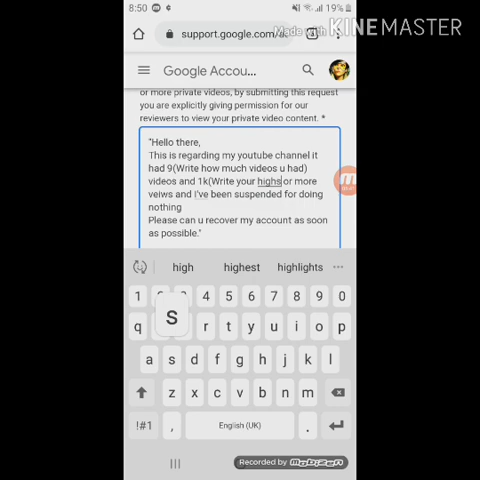 8:50
19%
Made with KINEMASTER
support.google.com/a
Google Accou...
or more private videos, by submitting this request
you are explicitly giving permission for our
reviewers to view your private video content. *
"Hello there,
This is regarding my youtube channel it
had 9(Write how much videos u had)
videos and 1k(Write your highs or more
veiws and I've been suspended for doing
nothing
Please can u recover my account as soon
as possible."
high highest highlights
1 4 5 6 7 8 9 0
q s r t y u i o p
a s d f g h j k l
z x c v b n m
!#1 , English (UK) .
Recorded by mobizen